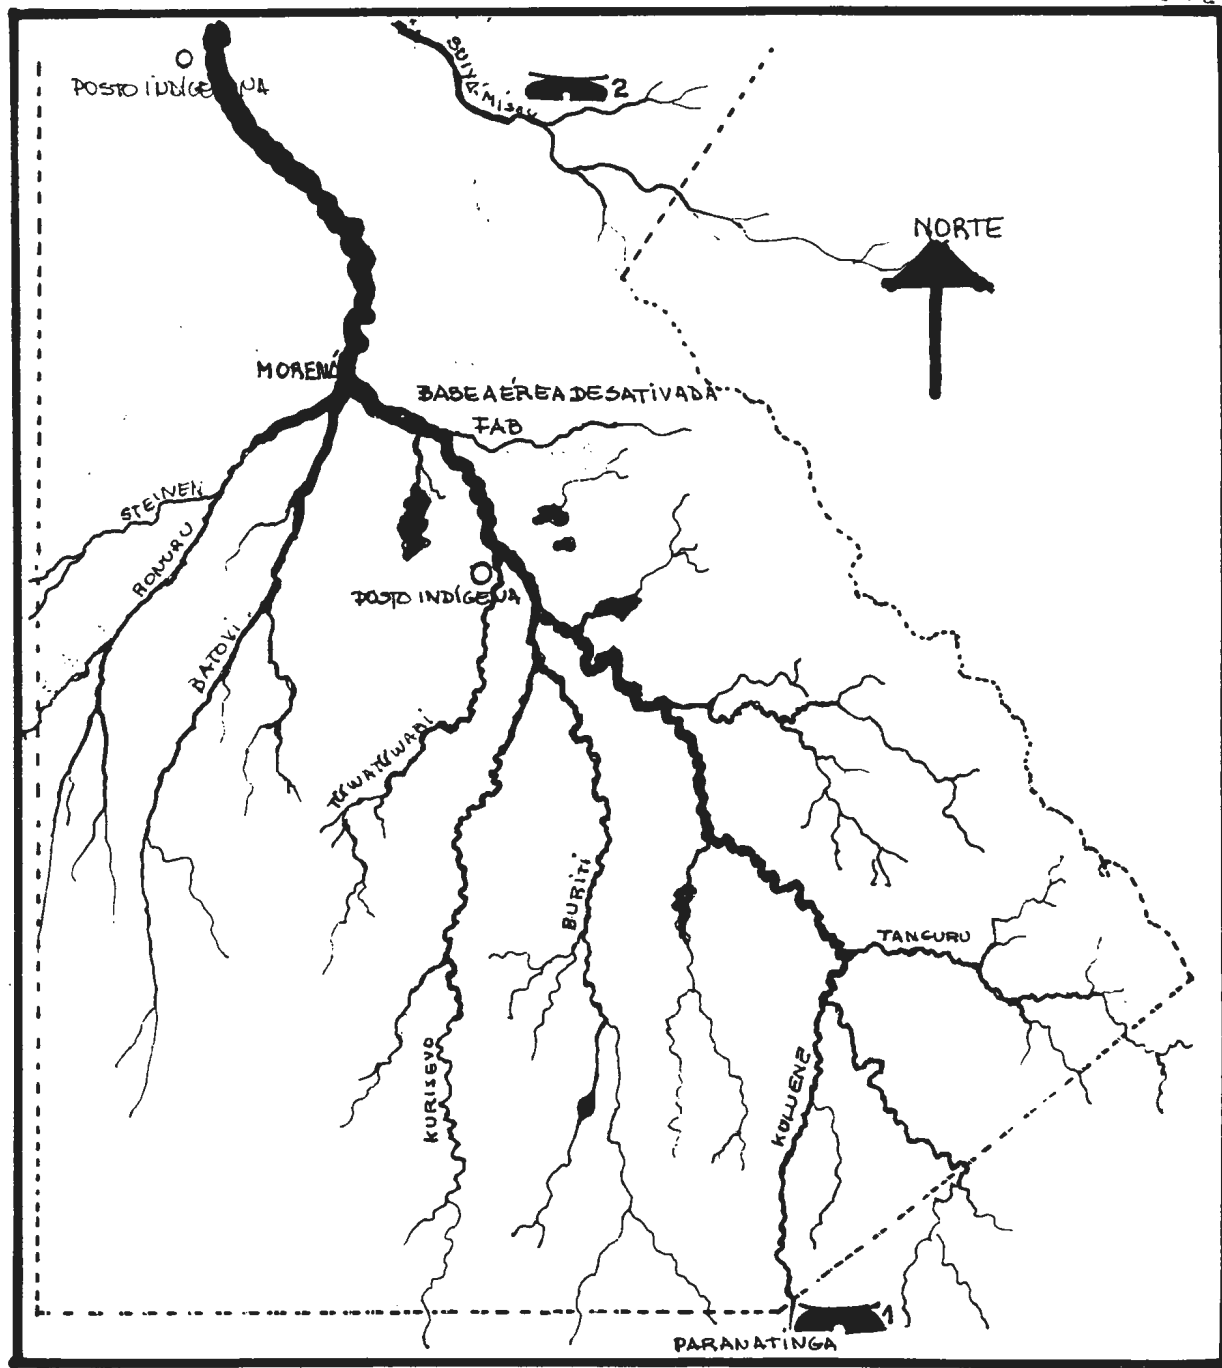 POSTO INDÍGENA
SUIYÁ-MISSU
2
NORTE
MORENÁ
BASE AÉREA DESATIVADA
FAB
STEINEN
RONURU
BATOVI
POSTO INDÍGENA
BURITI
TANGURU
KURISEVO
KULUENE
1
PARANATINGA